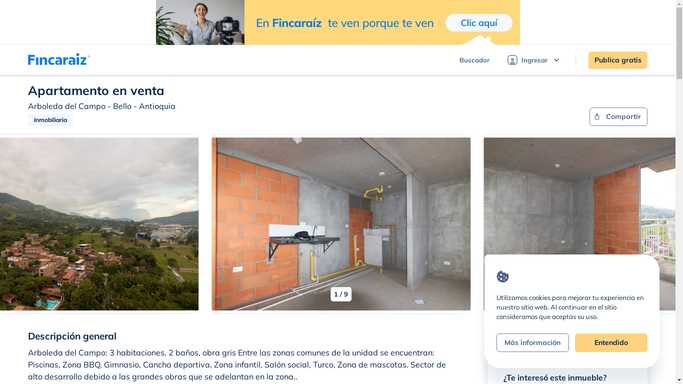 En Fincaraíz te ven porque te ven
Clic aquí
Fincaraíz
Buscador
Ingresar
Publica gratis
Apartamento en venta
Arboleda del Campo - Bello - Antioquia
Inmobiliaria
Compartir
1 / 9
Utilizamos cookies para mejorar tu experiencia en
nuestro sitio web. Al continuar en el sitio
consideramos que aceptas su uso.
Más información
Entendido
Descripción general
Arboleda del Campo: 3 habitaciones, 2 baños, obra gris Entre las zonas comunes de la unidad se encuentran:
Piscinas, Zona BBQ, Gimnasio, Cancha deportiva, Zona infantil, Salón social, Turco, Zona de mascotas. Sector de
alto desarrollo debido a las grandes obras que se adelantan en la zona..
¿Te interesó este inmueble?